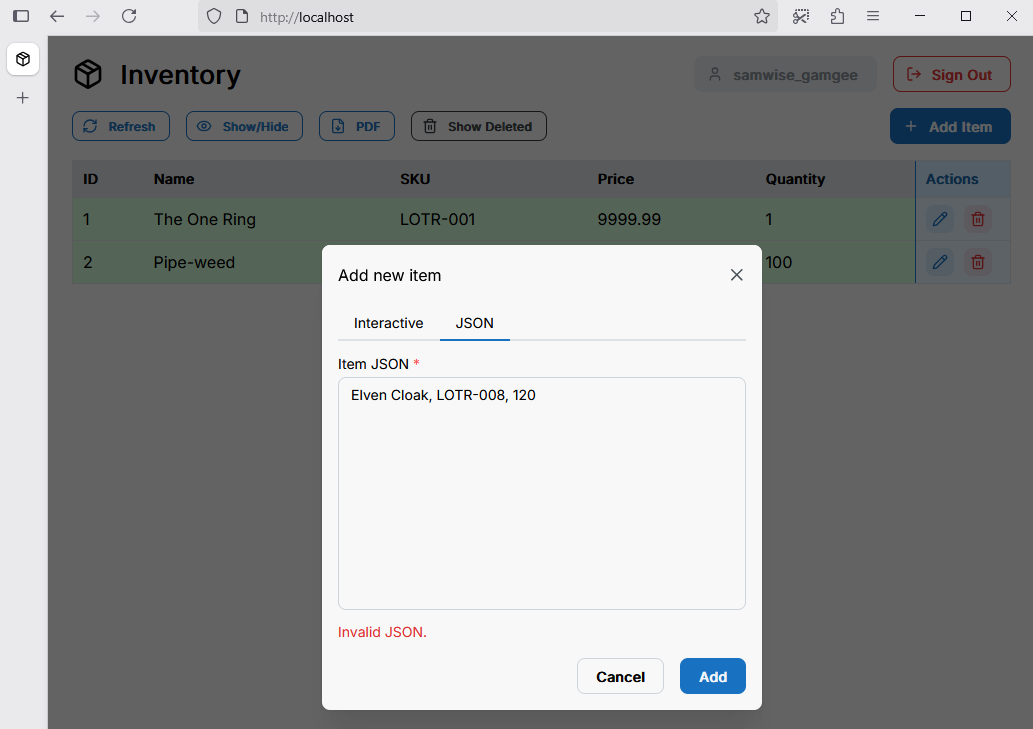 http://localhost
Inventory
samwise_gamgee
Sign Out
Refresh
Show/Hide
PDF
Show Deleted
Add Item
ID Name SKU Price Quantity Actions
1 The One Ring LOTR-001 9999.99 1
2 Pipe-weed 100
Add new item
Interactive JSON
Item JSON *
Elven Cloak, LOTR-008, 120
Invalid JSON.
Cancel Add